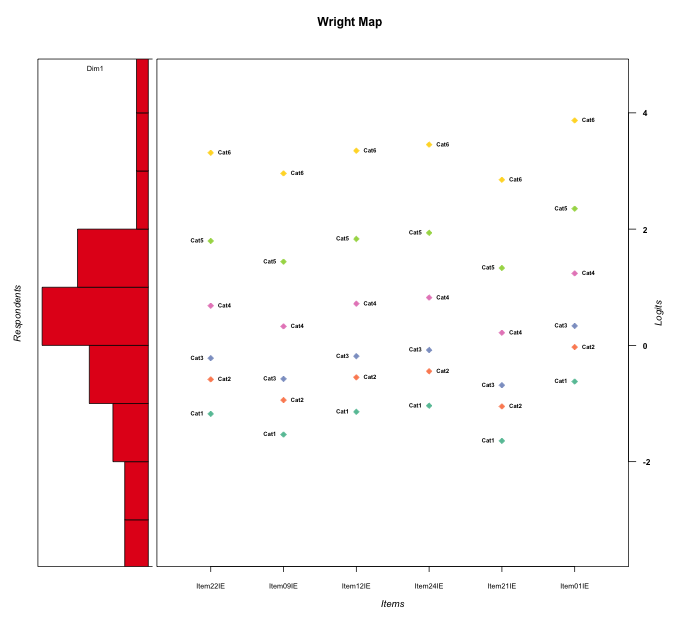 Wright Map
Dim1
Respondents
Cat6 Cat6 Cat6 Cat6 Cat6 Cat6
Cat5 Cat5 Cat5 Cat5 Cat5 Cat5
Cat4 Cat4 Cat4 Cat4 Cat4 Cat4
Cat3 Cat3 Cat3 Cat3 Cat3 Cat3
Cat2 Cat2 Cat2 Cat2 Cat2 Cat2
Cat1 Cat1 Cat1 Cat1 Cat1 Cat1
4
2
0
-2
Logits
Item22IE Item09IE Item12IE Item24IE Item21IE Item01IE
Items